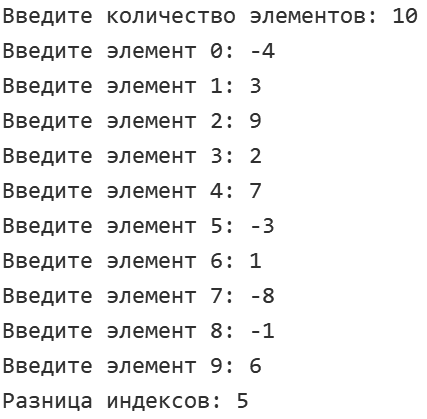 Введите количество элементов: 10
Введите элемент 0: -4
Введите элемент 1: 3
Введите элемент 2: 9
Введите элемент 3: 2
Введите элемент 4: 7
Введите элемент 5: -3
Введите элемент 6: 1
Введите элемент 7: -8
Введите элемент 8: -1
Введите элемент 9: 6
Разница индексов: 5